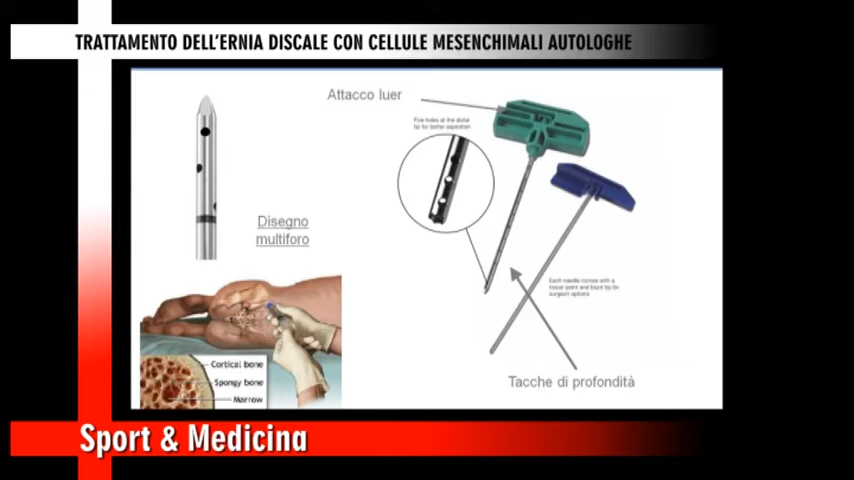 TRATTAMENTO DELL'ERNIA DISCALE CON CELLULE MESENCHIMALI AUTOLOGHE
Attacco luer
Five holes at the distal
tip for better aspiration
Disegno
multiforo
Each needle comes with a
trocar point and blunt tip for
surgeon options
Cortical bone
Spongy bone
Marrow
Tacche di profondità
Sport & Medicina